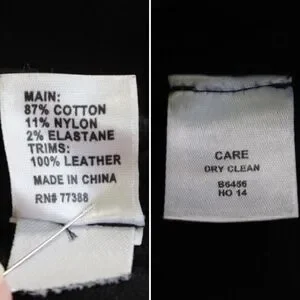 MAIN:
87% COTTON
11% NYLON
2% ELASTANE
TRIMS:
100% LEATHER
MADE IN CHINA
RN# 77388
CARE
DRY CLEAN
B6486
HO 14